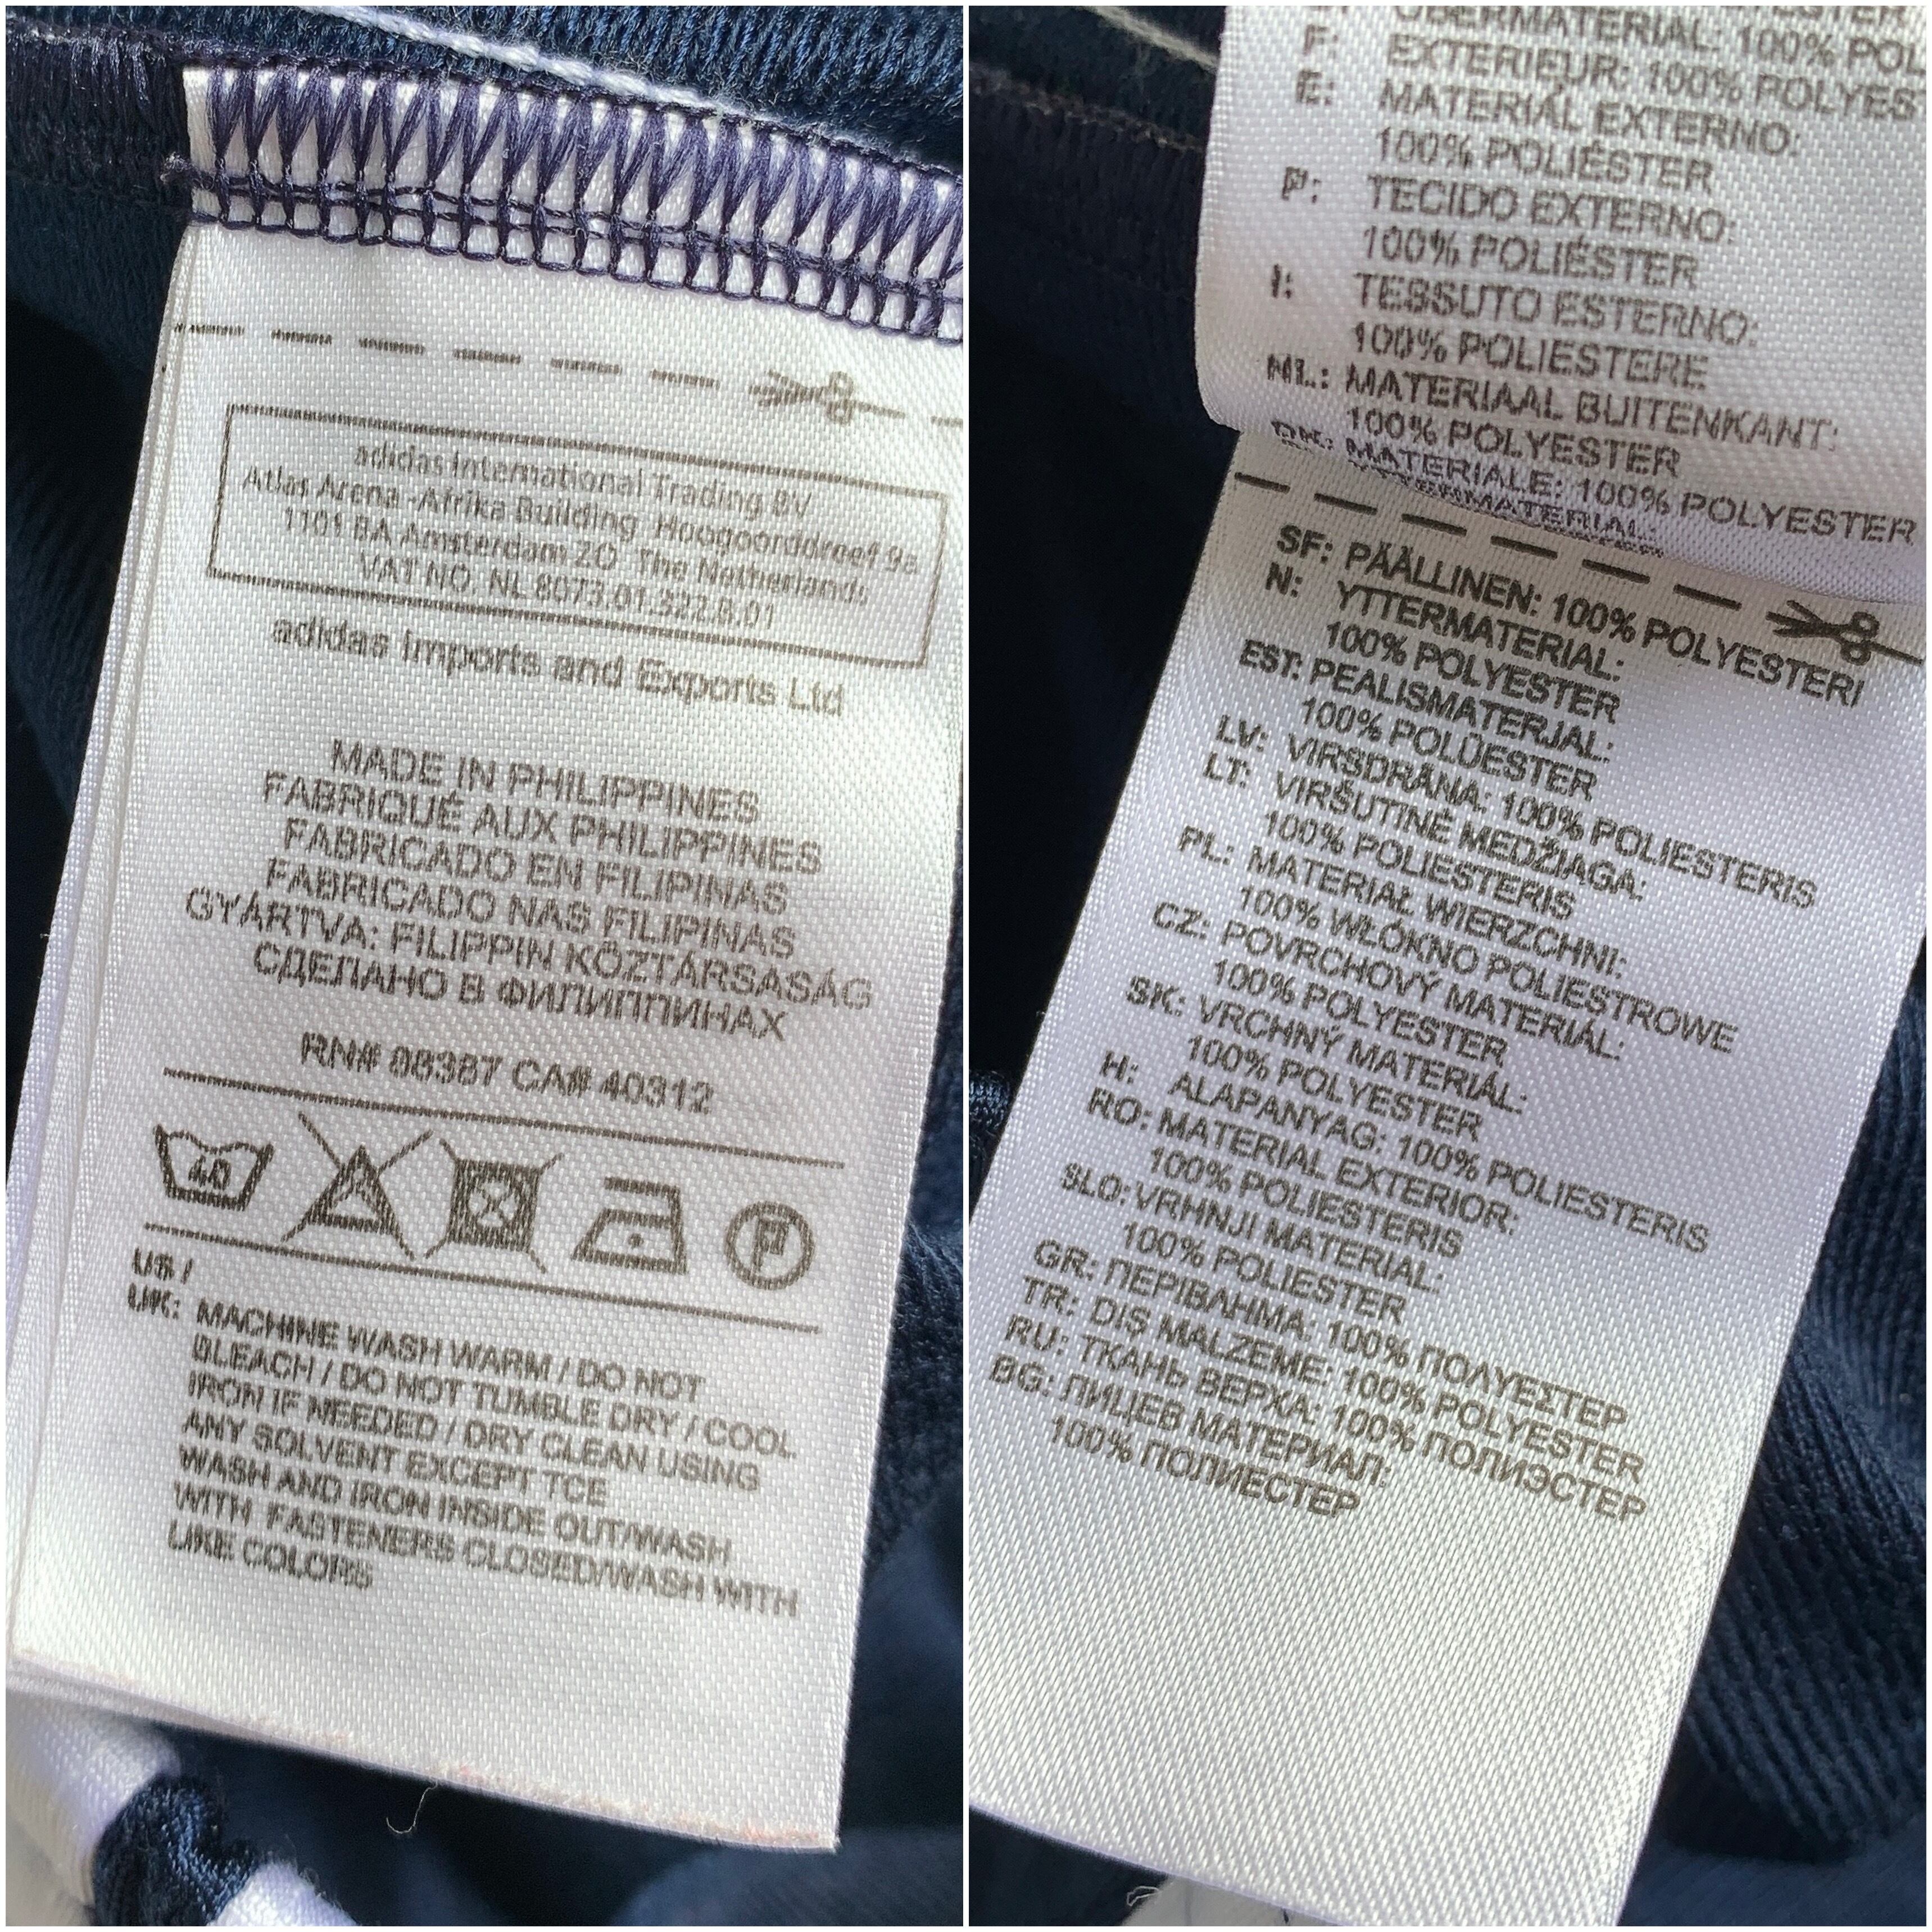 adidas International Trading BV
Atlas Arena -Afrika Building Hoogoorddreef 9a
1101 BA Amsterdam ZO The Netherlands
VAT NO. NL 8073.01.322.B.01
adidas Imports and Exports Ltd
MADE IN PHILIPPINES
FABRIQUÉ AUX PHILIPPINES
FABRICADO EN FILIPINAS
FABRICADO NAS FILIPINAS
GYÁRTVA: FILIPPIN KÖZTÁRSASÁG
СДЕЛАНО В ФИЛИППИНАХ
RN# 88387 CA# 40312
40
P
US /
UK: MACHINE WASH WARM / DO NOT
BLEACH / DO NOT TUMBLE DRY / COOL
IRON IF NEEDED / DRY CLEAN USING
ANY SOLVENT EXCEPT TCE
WASH AND IRON INSIDE OUT/WASH
WITH FASTENERS CLOSED/WASH WITH
LIKE COLORS
OBERMATERIAL: 100% POL
F: EXTERIEUR: 100% POLYES
E: MATERIAL EXTERNO:
100% POLIÉSTER
P: TECIDO EXTERNO:
100% POLIÉSTER
I: TESSUTO ESTERNO:
100% POLIESTERE
NL: MATERIAAL BUITENKANT:
100% POLYESTER
DK: MATERIALE: 100% POLYESTER
YTTERMATERIAL:
SF: PÄÄLLINEN: 100% POLYESTERI
N: YTTERMATERIAL:
100% POLYESTER
EST: PEALISMATERJAL:
100% POLÜESTER
LV: VIRSDRĀNA: 100% POLIESTERIS
LT: VIRŠUTINĖ MEDŽIAGA:
100% POLIESTERIS
PL: MATERIAŁ WIERZCHNI:
100% WŁÓKNO POLIESTROWE
CZ: POVRCHOVÝ MATERIÁL:
100% POLYESTER
SK: VRCHNÝ MATERIÁL:
100% POLYESTER
H: ALAPANYAG: 100% POLIESTERIS
RO: MATERIAL EXTERIOR:
100% POLIESTERIS
SLO: VRHNJI MATERIAL:
100% POLIESTER
GR: ΠΕΡΙΒΛΗΜΑ: 100% ΠΟΛΥΕΣΤΕΡ
TR: DIŞ MALZEME: 100% POLYESTER
RU: ТКАНЬ ВЕРХА: 100% ПОЛИЭСТЕР
BG: ЛИЦЕВ МАТЕРИАЛ:
100% ПОЛИЕСТЕР